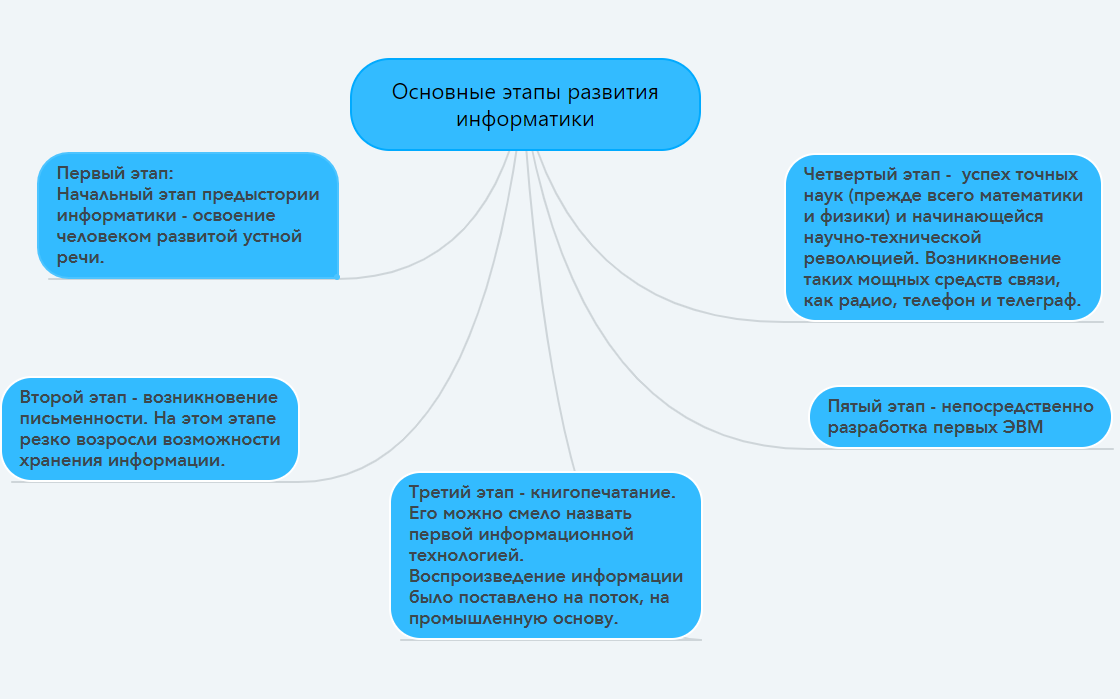 Основные этапы развития
информатики
Первый этап:
Начальный этап предыстории
информатики - освоение
человеком развитой устной
речи.
Второй этап - возникновение
письменности. На этом этапе
резко возросли возможности
хранения информации.
Третий этап - книгопечатание.
Его можно смело назвать
первой информационной
технологией.
Воспроизведение информации
было поставлено на поток, на
промышленную основу.
Четвертый этап -  успех точных
наук (прежде всего математики
и физики) и начинающейся
научно-технической
революцией. Возникновение
таких мощных средств связи,
как радио, телефон и телеграф.
Пятый этап - непосредственно
разработка первых ЭВМ